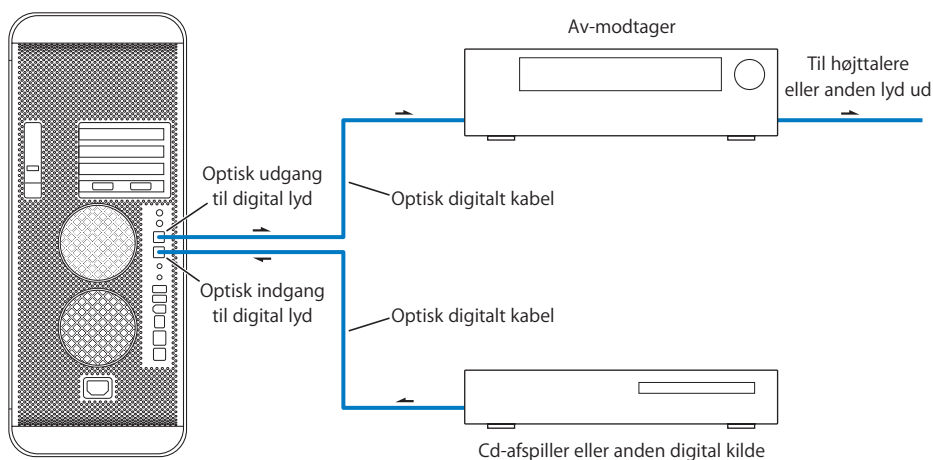 Av-modtager
Til højttalere
eller anden lyd ud
Optisk udgang
til digital lyd
Optisk digitalt kabel
Optisk indgang
til digital lyd
Optisk digitalt kabel
Cd-afspiller eller anden digital kilde